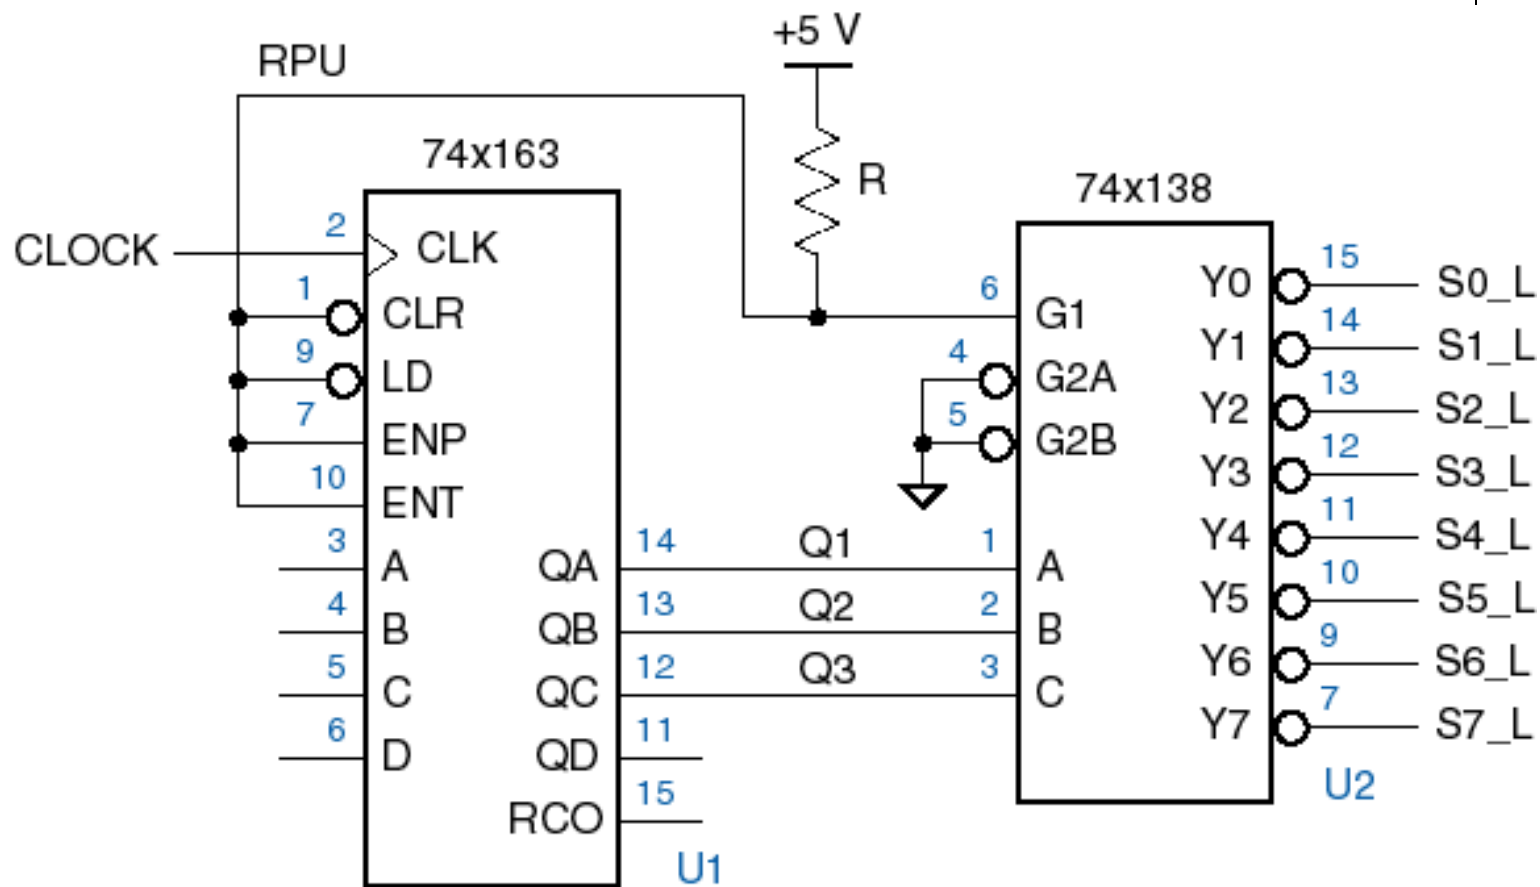 +5 V
RPU
74x163
R
74x138
CLOCK
2
CLK
1
CLR
9
LD
7
ENP
10
ENT
3
A
4
B
5
C
6
D
QA
14
QB
13
QC
12
QD
11
RCO
15
U1
Q1
Q2
Q3
6
G1
4
G2A
5
G2B
1
A
2
B
3
C
Y0
15
S0_L
Y1
14
S1_L
Y2
13
S2_L
Y3
12
S3_L
Y4
11
S4_L
Y5
10
S5_L
Y6
9
S6_L
Y7
7
S7_L
U2